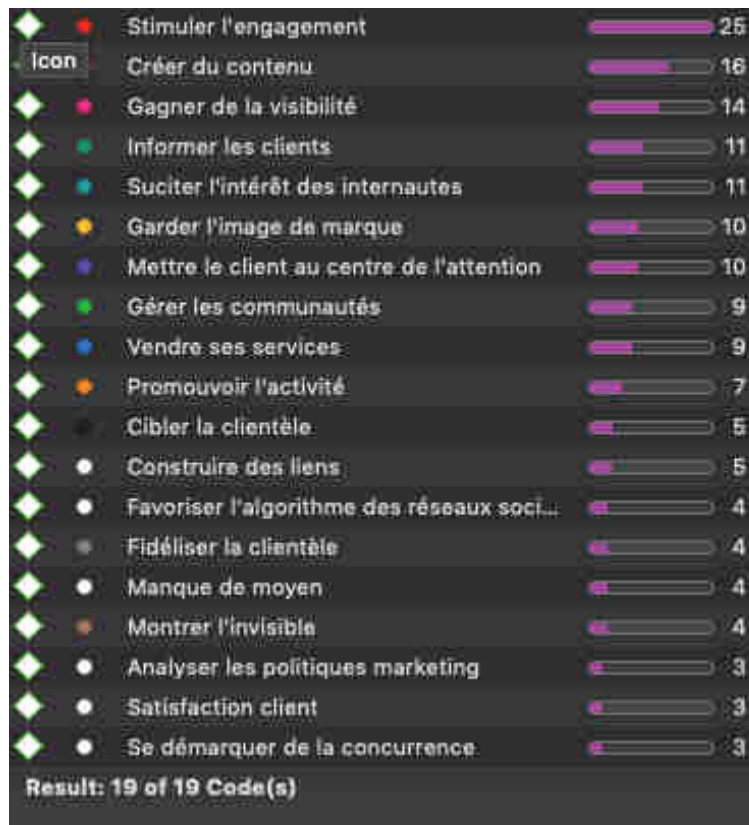 Stimuler l'engagement 25
Icon
Créer du contenu 16
Gagner de la visibilité 14
Informer les clients 11
Suciter l'intérêt des internautes 11
Garder l'image de marque 10
Mettre le client au centre de l'attention 10
Gérer les communautés 9
Vendre ses services 9
Promouvoir l'activité 7
Cibler la clientèle 5
Construire des liens 5
Favoriser l'algorithme des réseaux soci... 4
Fidéliser la clientèle 4
Manque de moyen 4
Montrer l'invisible 4
Analyser les politiques marketing 3
Satisfaction client 3
Se démarquer de la concurrence 3
Result: 19 of 19 Code(s)